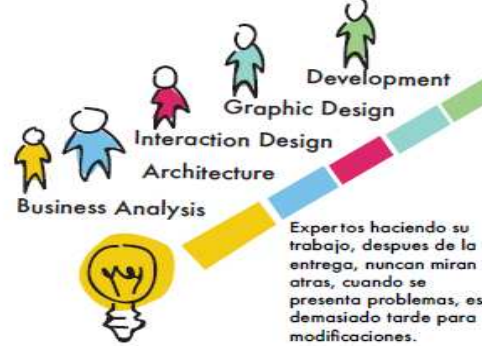 Development
Graphic Design
Interaction Design
Architecture
Business Analysis
Expertos haciendo su
trabajo, despues de la
entrega, nuncan miran
atras, cuando se
presenta problemas, es
demasiado tarde para
modificaciones.